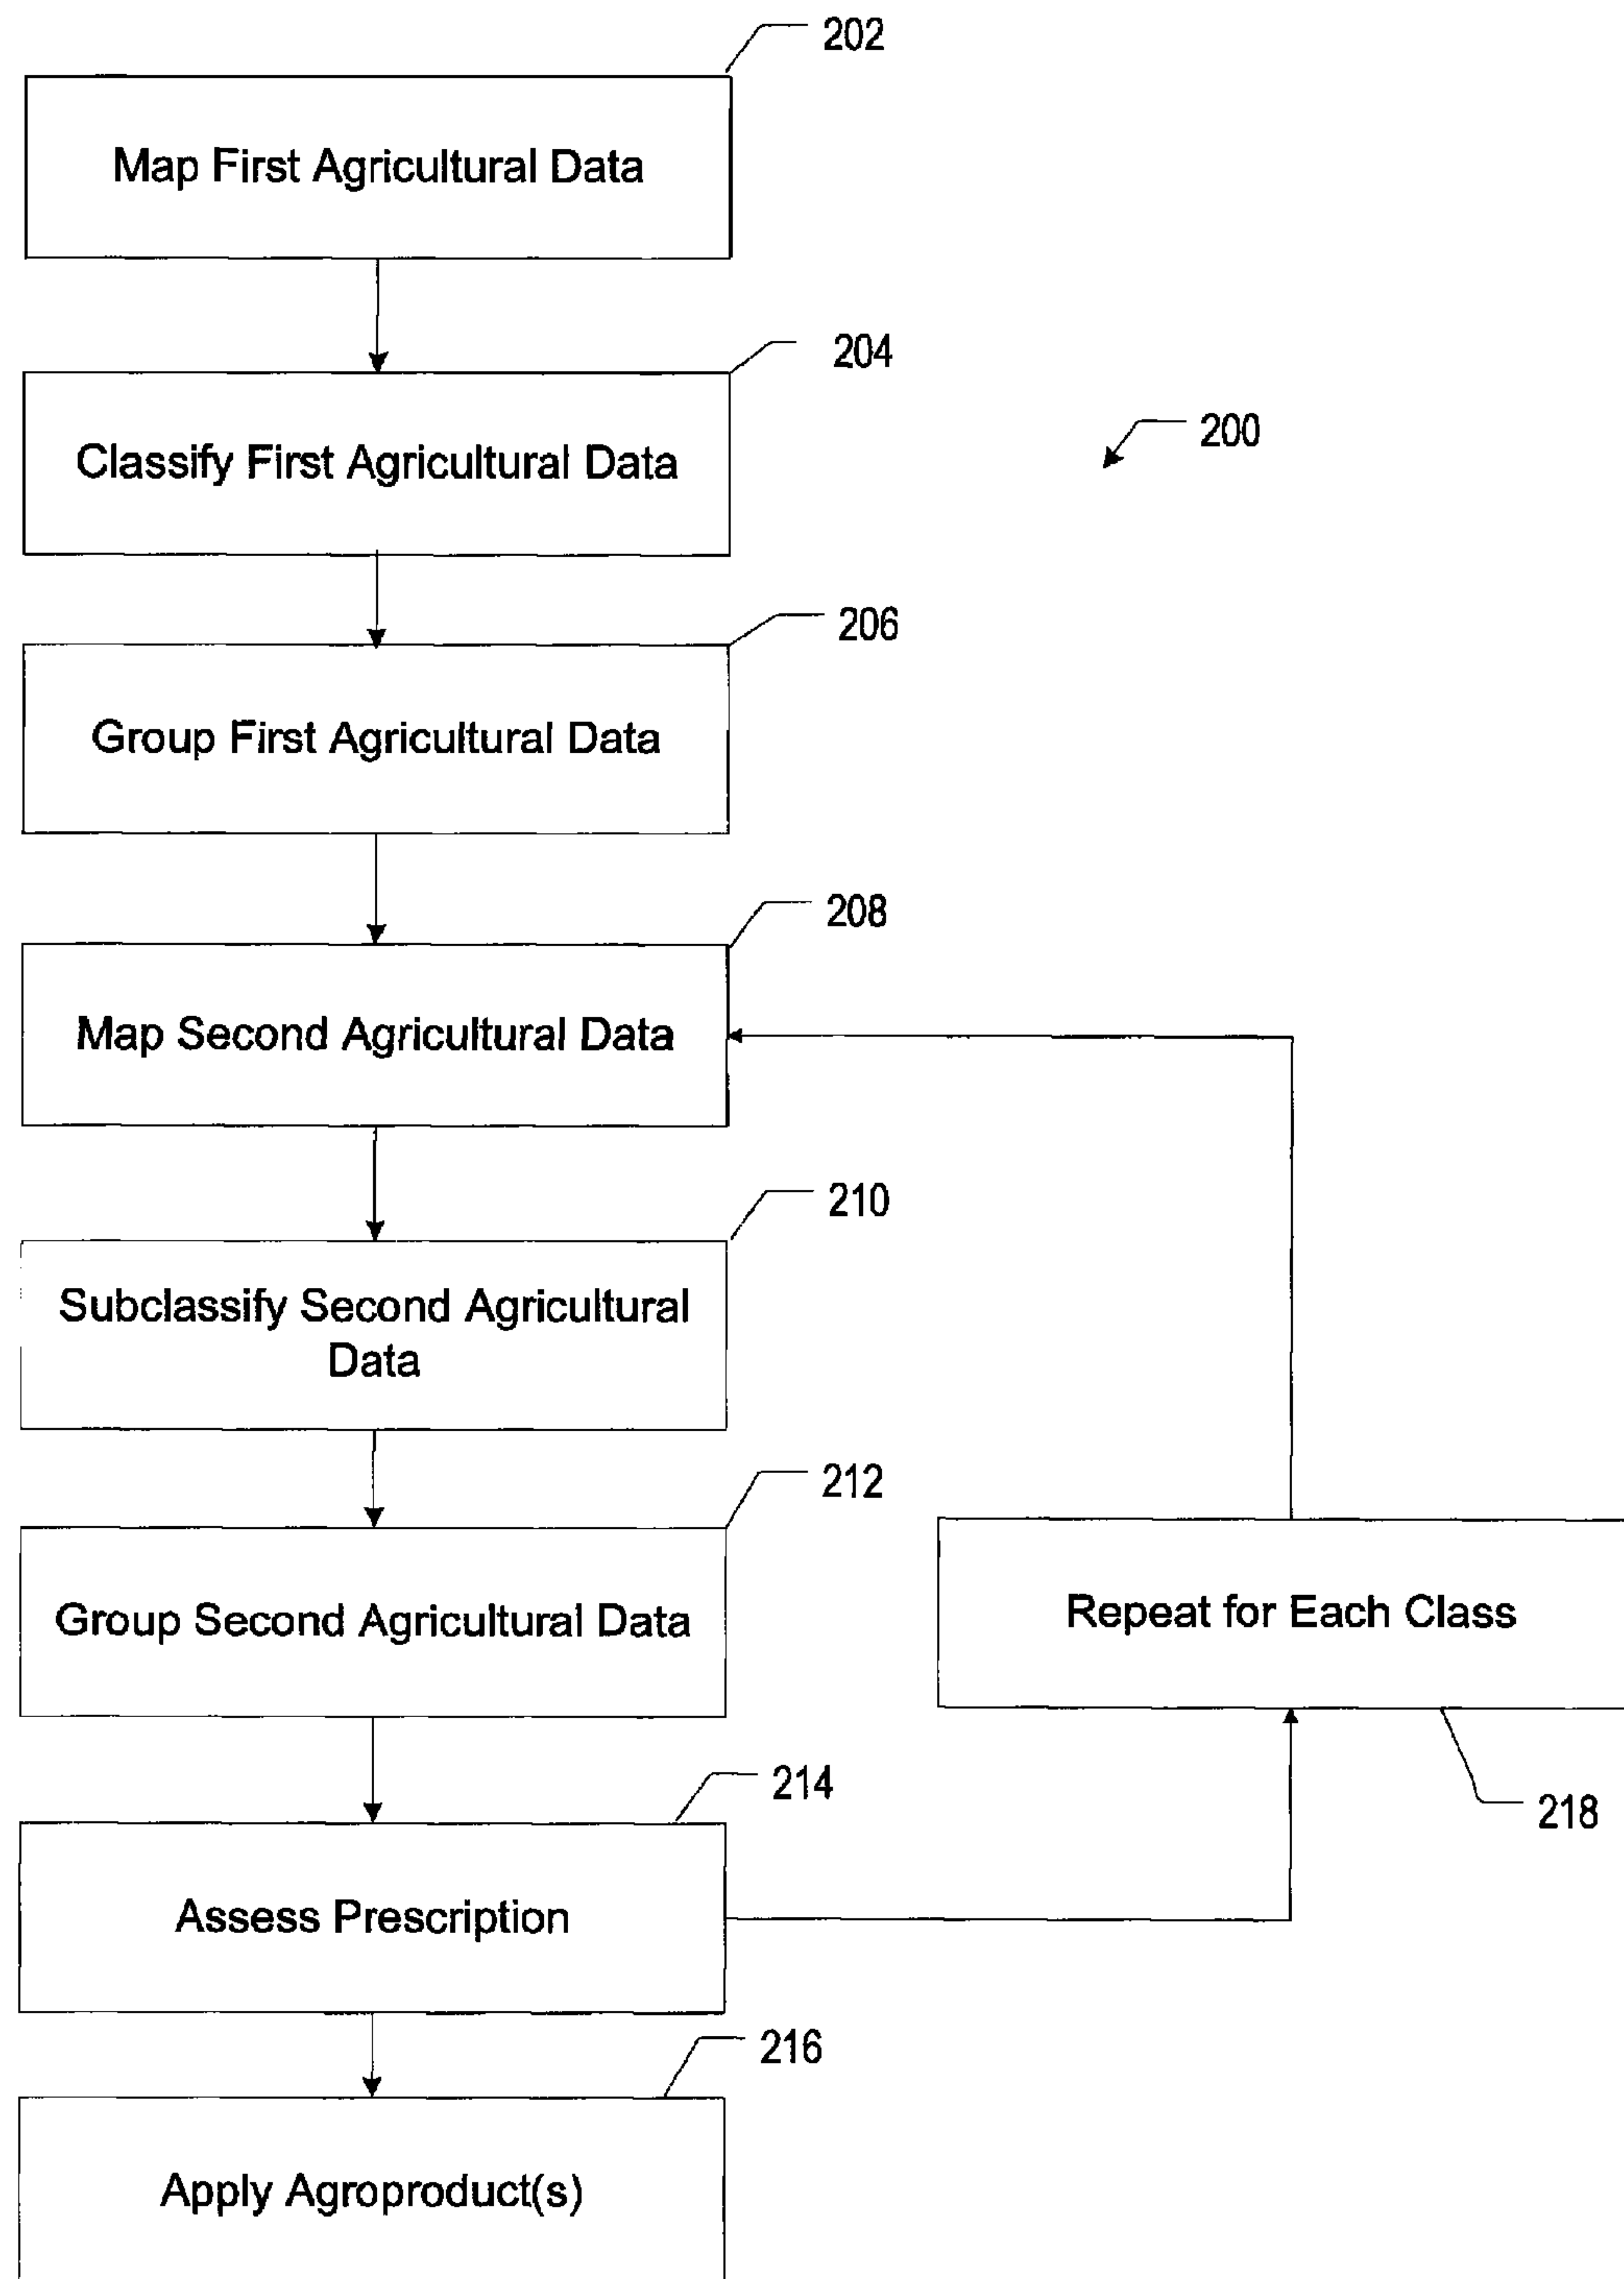 202
Map First Agricultural Data
204
Classify First Agricultural Data
200
206
Group First Agricultural Data
208
Map Second Agricultural Data
210
Subclassify Second Agricultural
Data
212
Group Second Agricultural Data
Repeat for Each Class
214
218
Assess Prescription
216
Apply Agroproduct(s)